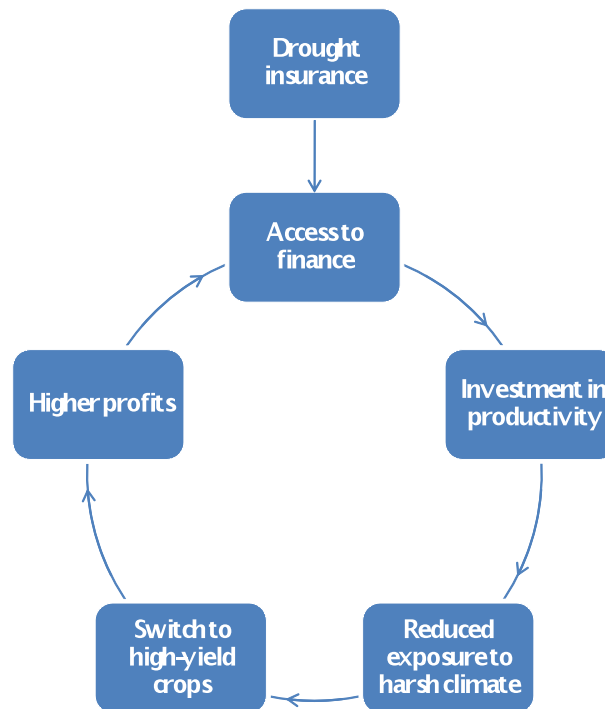 Drought
insurance
Access to
finance
Higher profits
Investment in
productivity
Switch to
high-yield
crops
Reduced
exposure to
harsh climate